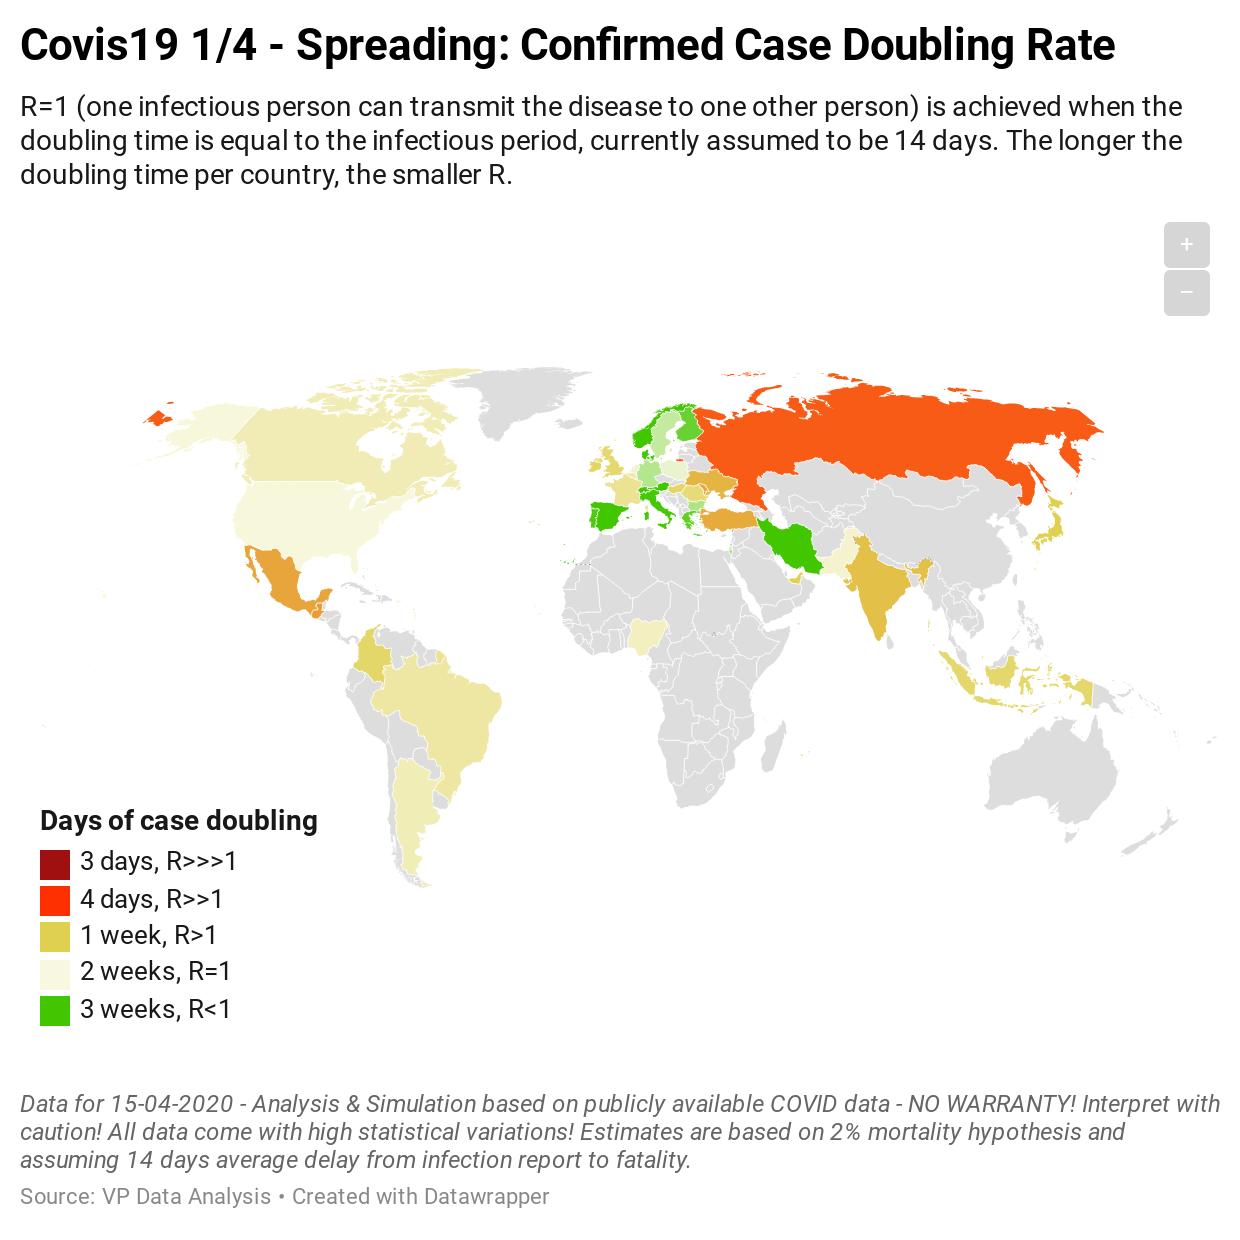 Covis19 1/4 - Spreading: Confirmed Case Doubling Rate
R=1 (one infectious person can transmit the disease to one other person) is achieved when the
doubling time is equal to the infectious period, currently assumed to be 14 days. The longer the
doubling time per country, the smaller R.
+
−
Days of case doubling
3 days, R>>>1
4 days, R>>1
1 week, R>1
2 weeks, R=1
3 weeks, R<1
Data for 15-04-2020 - Analysis & Simulation based on publicly available COVID data - NO WARRANTY! Interpret with
caution! All data come with high statistical variations! Estimates are based on 2% mortality hypothesis and
assuming 14 days average delay from infection report to fatality.
Source: VP Data Analysis • Created with Datawrapper